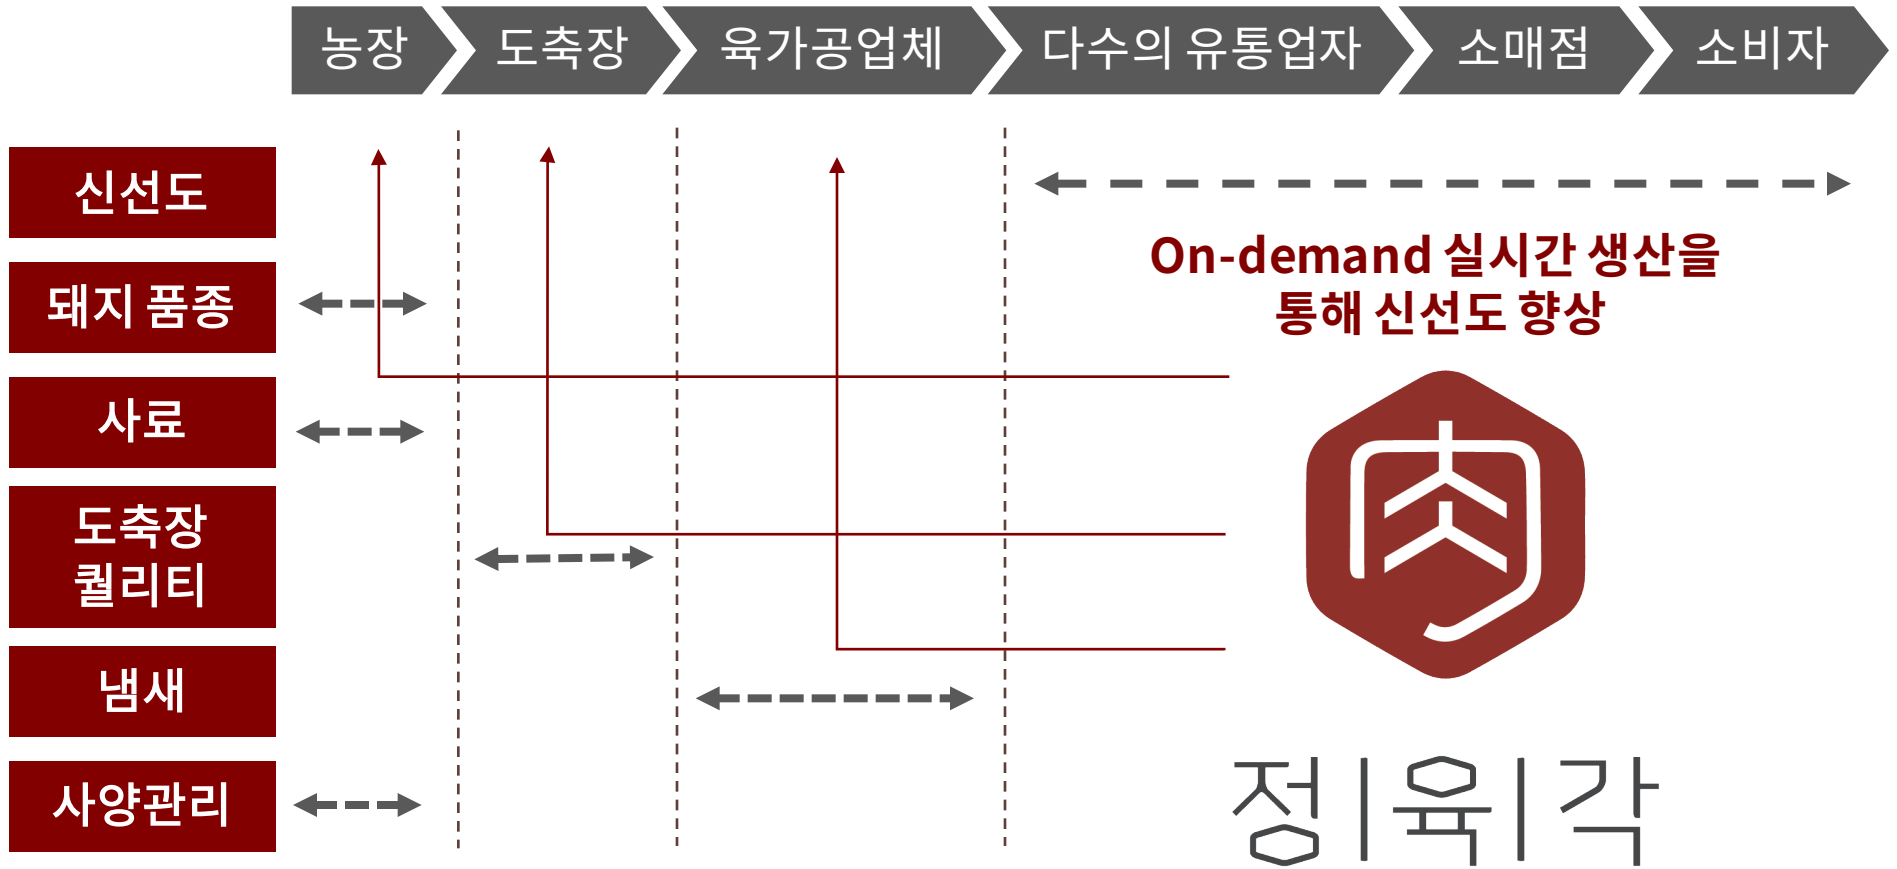 농장
도축장
육가공업체
다수의 유통업자
소매점
소비자
신선도
돼지 품종
사료
도축장
퀄리티
냄새
사양관리
On-demand 실시간 생산을
통해 신선도 향상
정|육|각